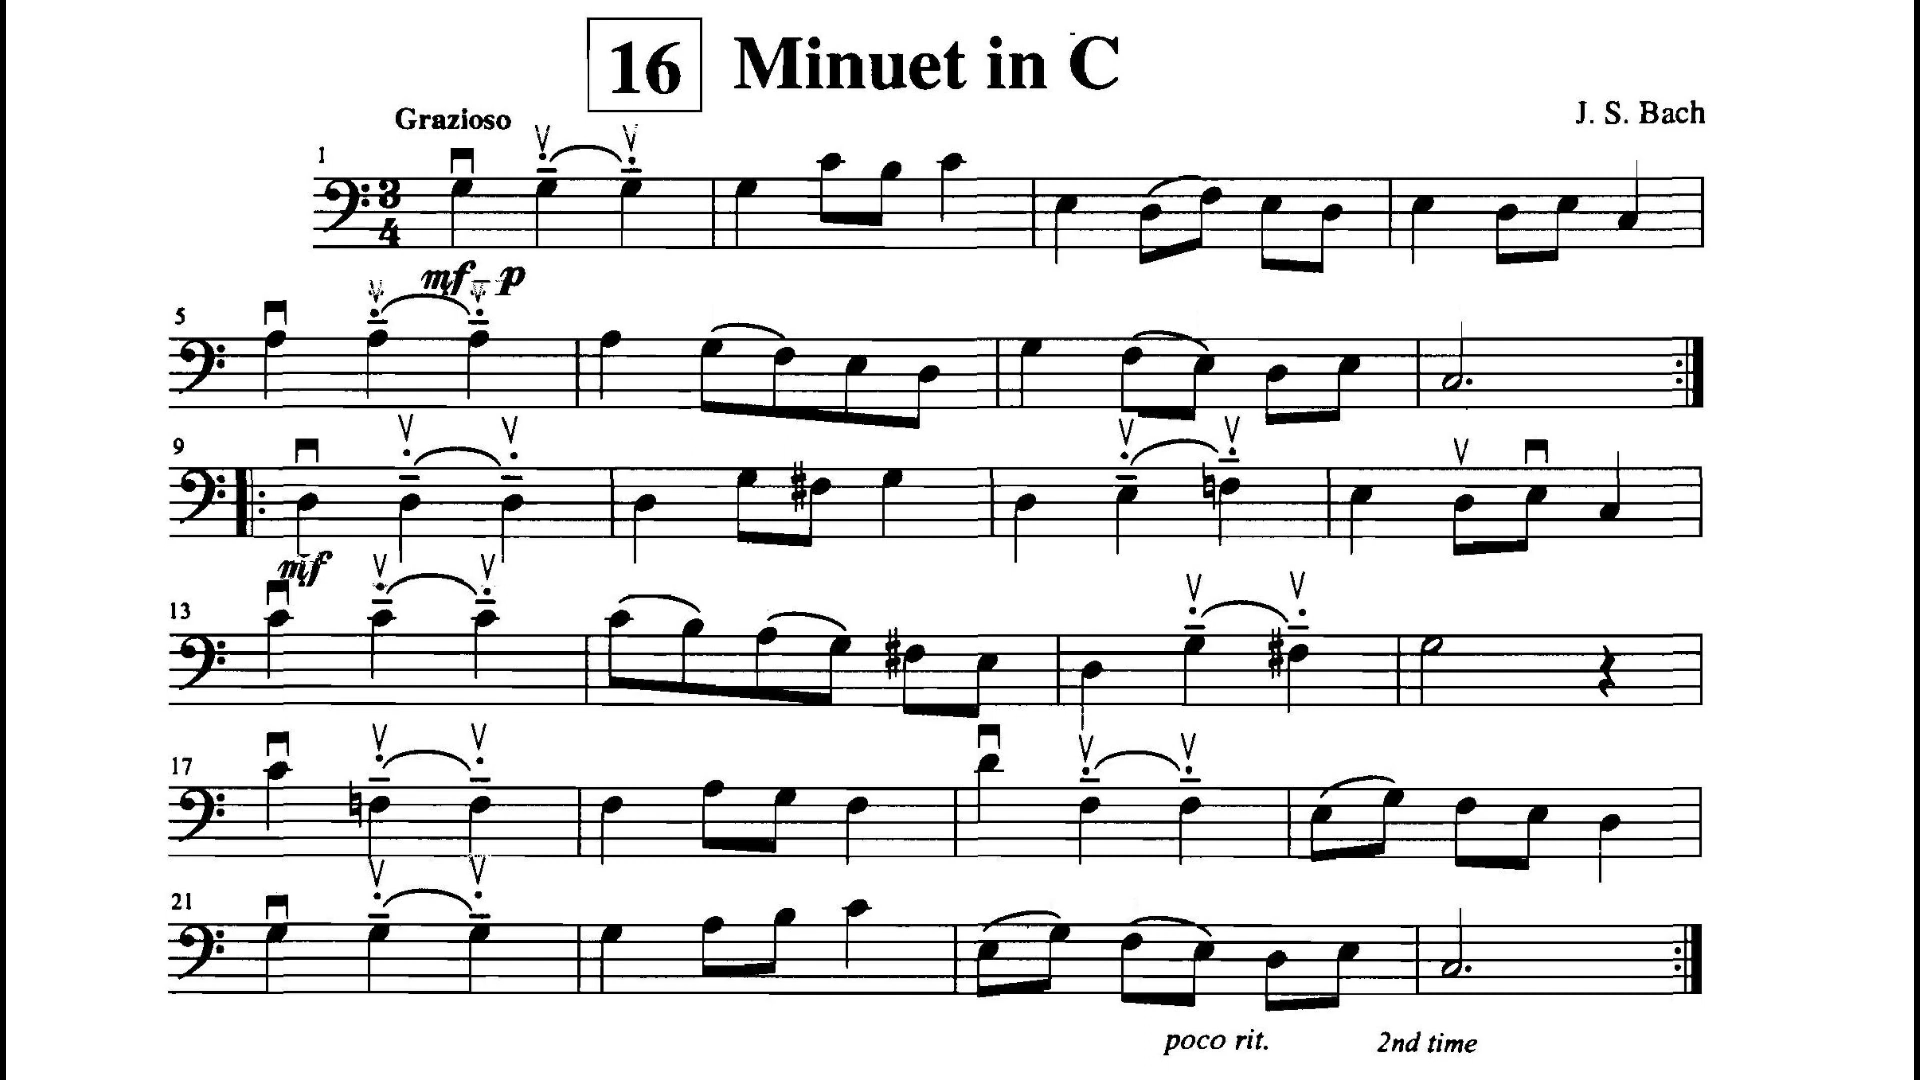 16 Minuet in C
Grazioso
J. S. Bach
1
3
4
mf - p
5
9
mf
13
17
21
poco rit. 2nd time